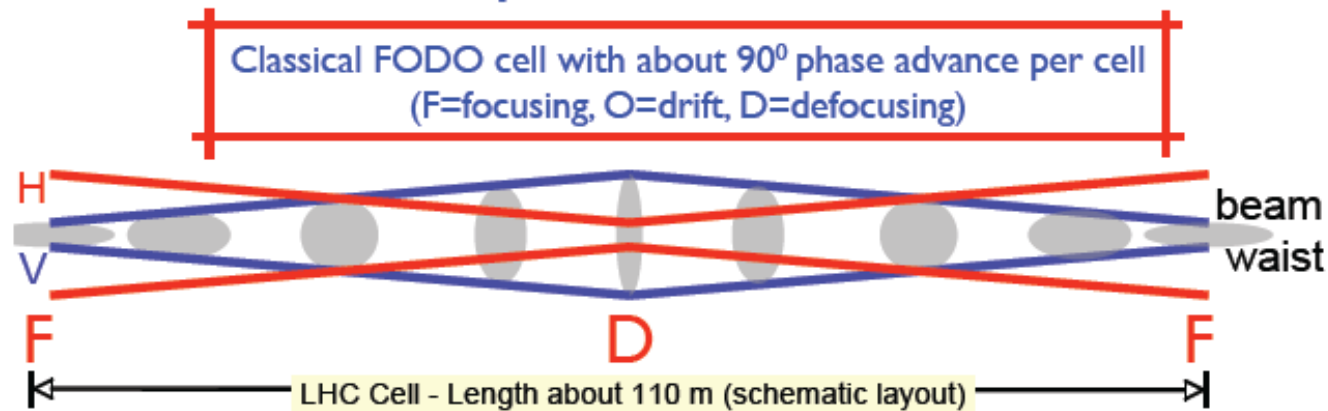 Classical FODO cell with about 90⁰ phase advance per cell
(F=focusing, O=drift, D=defocusing)
H
V
beam
waist
F
D
F
LHC Cell - Length about 110 m (schematic layout)